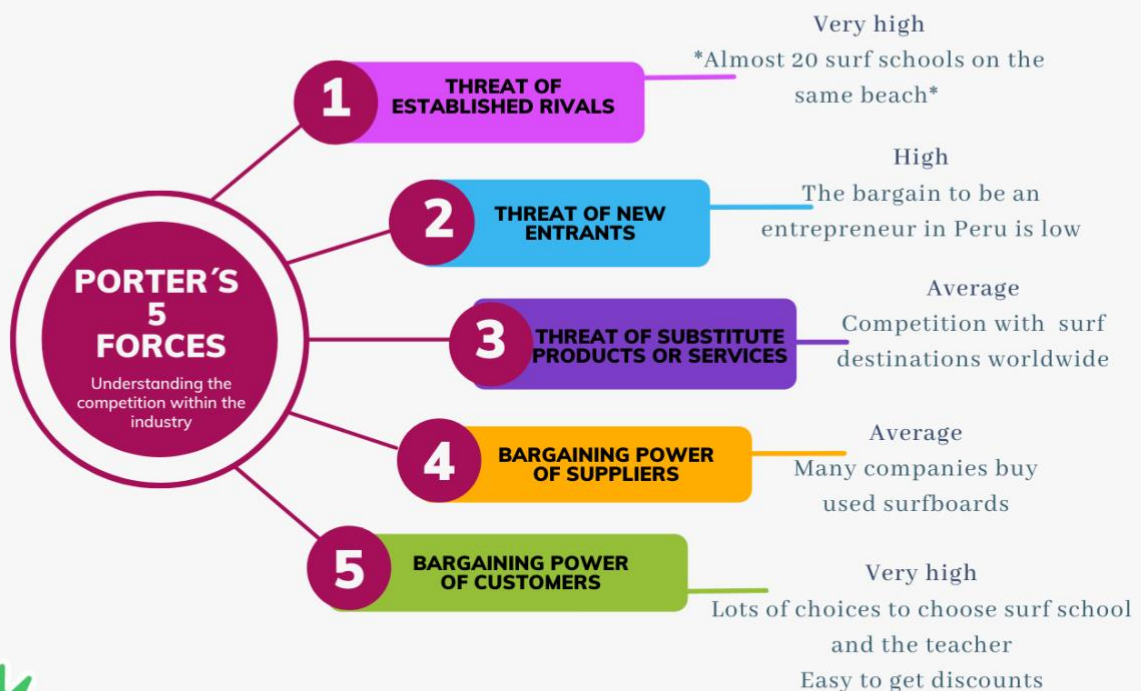 PORTER´S
5
FORCES
Understanding the
competition within the
industry
1
THREAT OF
ESTABLISHED RIVALS
Very high
*Almost 20 surf schools on the
same beach*
2
THREAT OF NEW
ENTRANTS
High
The bargain to be an
entrepreneur in Peru is low
3
THREAT OF SUBSTITUTE
PRODUCTS OR SERVICES
Average
Competition with surf
destinations worldwide
4
BARGAINING POWER
OF SUPPLIERS
Average
Many companies buy
used surfboards
5
BARGAINING POWER
OF CUSTOMERS
Very high
Lots of choices to choose surf school
and the teacher
Easy to get discounts